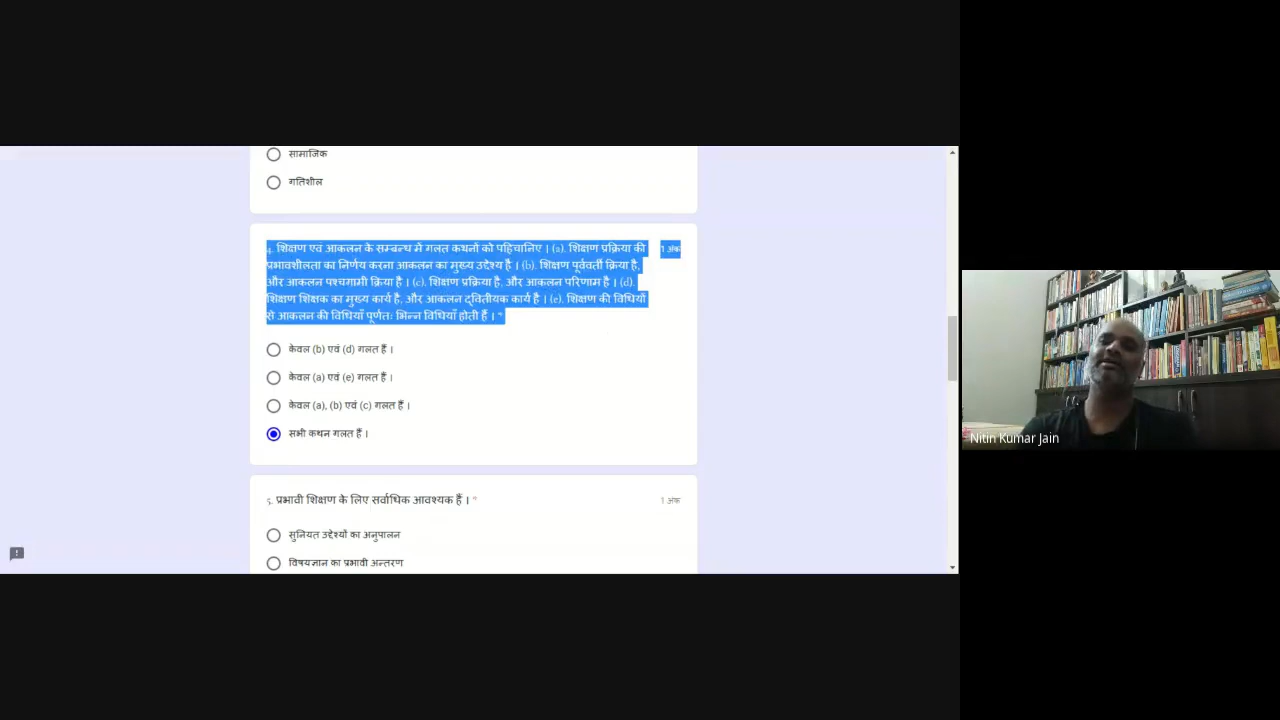 सामाजिक
गतिशील
4. शिक्षण एवं आकलन के सम्बन्ध में गलत कथनों को पहिचानिए । (a). शिक्षण प्रक्रिया की
1 अंक
प्रभावशीलता का निर्णय करना आकलन का मुख्य उद्देश्य है । (b). शिक्षण पूर्ववर्ती क्रिया है,
और आकलन पश्चगामी क्रिया है । (c). शिक्षण प्रक्रिया है, और आकलन परिणाम है । (d).
शिक्षण शिक्षक का मुख्य कार्य है, और आकलन द्वितीयक कार्य है । (e). शिक्षण की विधियों
से आकलन की विधियाँ पूर्णतः भिन्न विधियाँ होती हैं । *
केवल (b) एवं (d) गलत हैं ।
केवल (a) एवं (e) गलत हैं ।
केवल (a), (b) एवं (c) गलत हैं ।
सभी कथन गलत हैं ।
5. प्रभावी शिक्षण के लिए सर्वाधिक आवश्यक हैं । *
1 अंक
सुनियत उद्देश्यों का अनुपालन
विषयज्ञान का प्रभावी अन्तरण
Nitin Kumar Jain